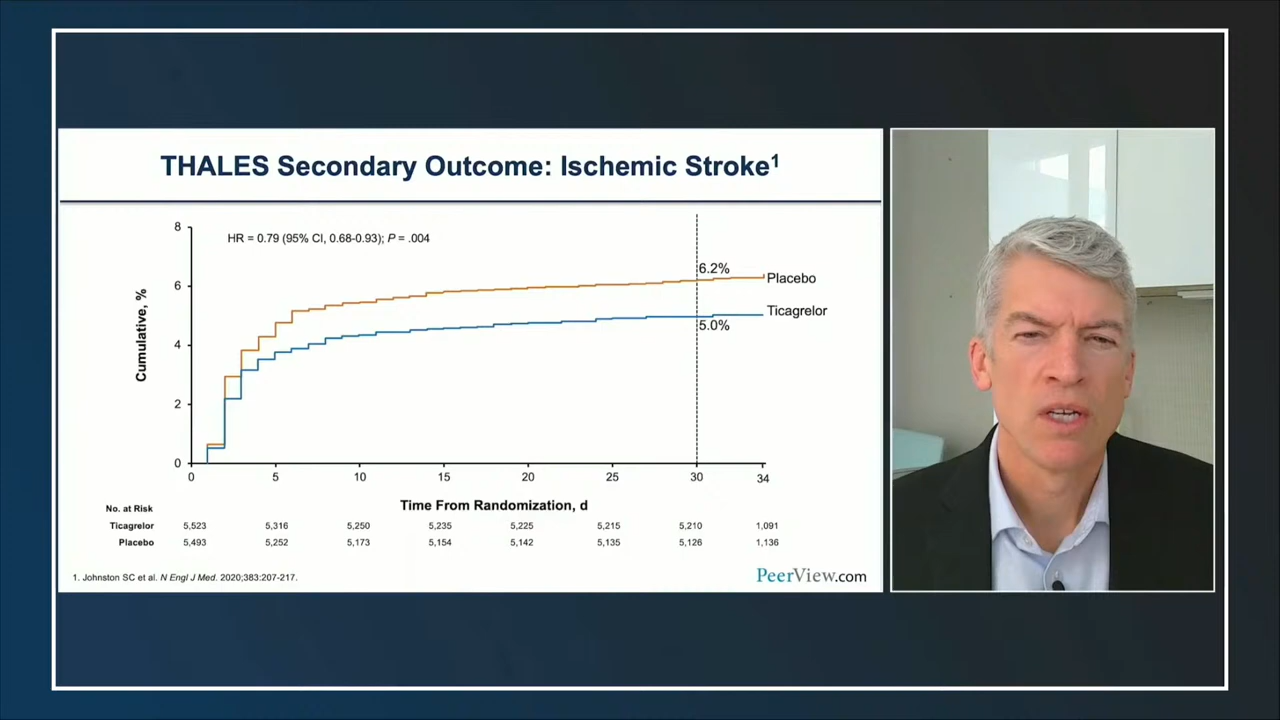 THALES Secondary Outcome: Ischemic Stroke¹
HR = 0.79 (95% CI, 0.68-0.93); P = .004
Cumulative, %
8
6
4
2
0
6.2%
5.0%
Placebo
Ticagrelor
0 5 10 15 20 25 30 34
Time From Randomization, d
No. at Risk
Ticagrelor 5,523 5,316 5,250 5,235 5,225 5,215 5,210 1,091
Placebo 5,493 5,252 5,173 5,154 5,142 5,135 5,126 1,136
1. Johnston SC et al. N Engl J Med. 2020;383:207-217.
PeerView.com